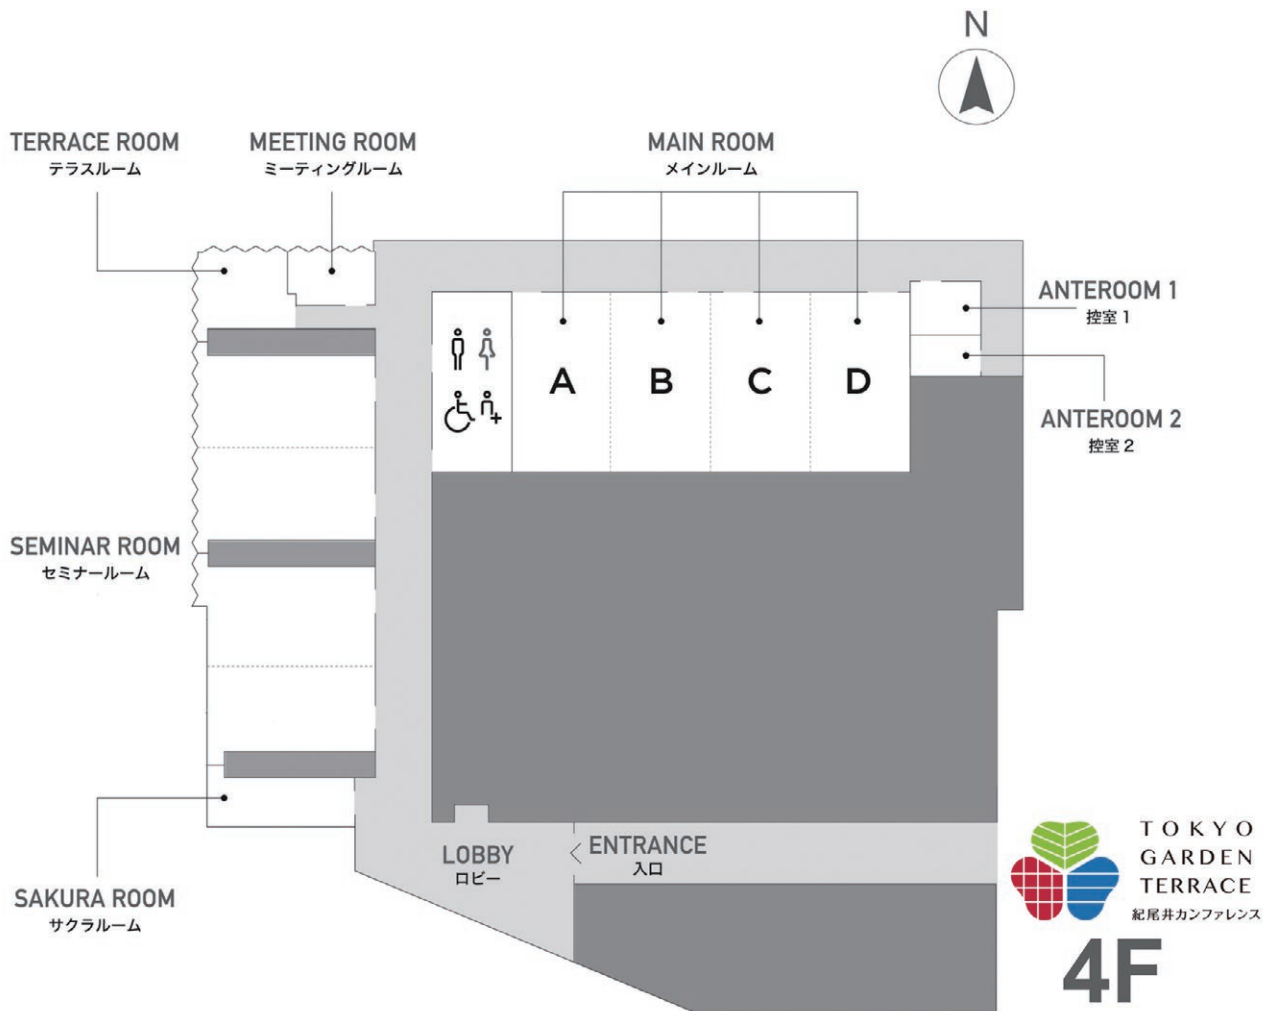 N
TERRACE ROOM
テラスルーム
MEETING ROOM
ミーティングルーム
MAIN ROOM
メインルーム
ANTEROOM 1
控室 1
A
B
C
D
ANTEROOM 2
控室 2
SEMINAR ROOM
セミナールーム
LOBBY
ロビー
ENTRANCE
入口
SAKURA ROOM
サクラルーム
TOKYO
GARDEN
TERRACE
紀尾井カンファレンス
4F